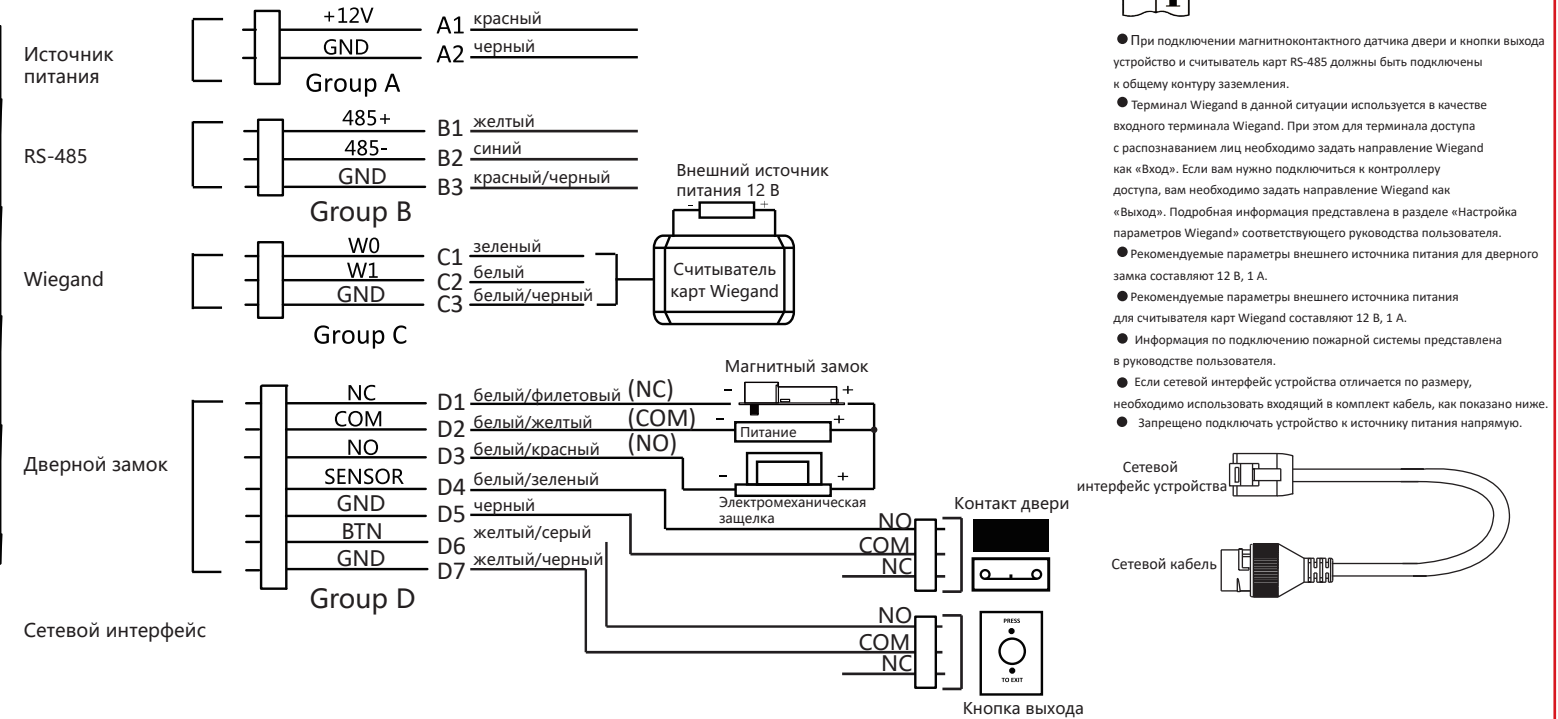 Источник
питания
+12V
A1 красный
GND
A2 черный
Group A
RS-485
485+
B1 желтый
485-
B2 синий
GND
B3 красный/черный
Group B
Wiegand
W0
C1 зеленый
W1
C2 белый
GND
C3 белый/черный
Group C
Внешний источник
питания 12 В
- +
Считыватель
карт Wiegand
Дверной замок
NC
D1 белый/филетовый (NC)
COM
D2 белый/желтый (COM)
NO
D3 белый/красный (NO)
SENSOR
D4 белый/зеленый
GND
D5 черный
BTN
D6 желтый/серый
GND
D7 желтый/черный
Group D
Магнитный замок
- +
- +
Питание
- +
Электромеханическая
защелка
Контакт двери
NO
COM
NC
NO
COM
NC
PRESS
TO EXIT
Кнопка выхода
Сетевой интерфейс
● При подключении магнитноконтактного датчика двери и кнопки выхода
устройство и считыватель карт RS-485 должны быть подключены
к общему контуру заземления.
● Терминал Wiegand в данной ситуации используется в качестве
входного терминала Wiegand. При этом для терминала доступа
с распознаванием лиц необходимо задать направление Wiegand
как «Вход». Если вам нужно подключиться к контроллеру
доступа, вам необходимо задать направление Wiegand как
«Выход». Подробная информация представлена в разделе «Настройка
параметров Wiegand» соответствующего руководства пользователя.
● Рекомендуемые параметры внешнего источника питания для дверного
замка составляют 12 В, 1 А.
● Рекомендуемые параметры внешнего источника питания
для считывателя карт Wiegand составляют 12 В, 1 А.
● Информация по подключению пожарной системы представлена
в руководстве пользователя.
● Если сетевой интерфейс устройства отличается по размеру,
необходимо использовать входящий в комплект кабель, как показано ниже.
● Запрещено подключать устройство к источнику питания напрямую.
Сетевой
интерфейс устройства
Сетевой кабель